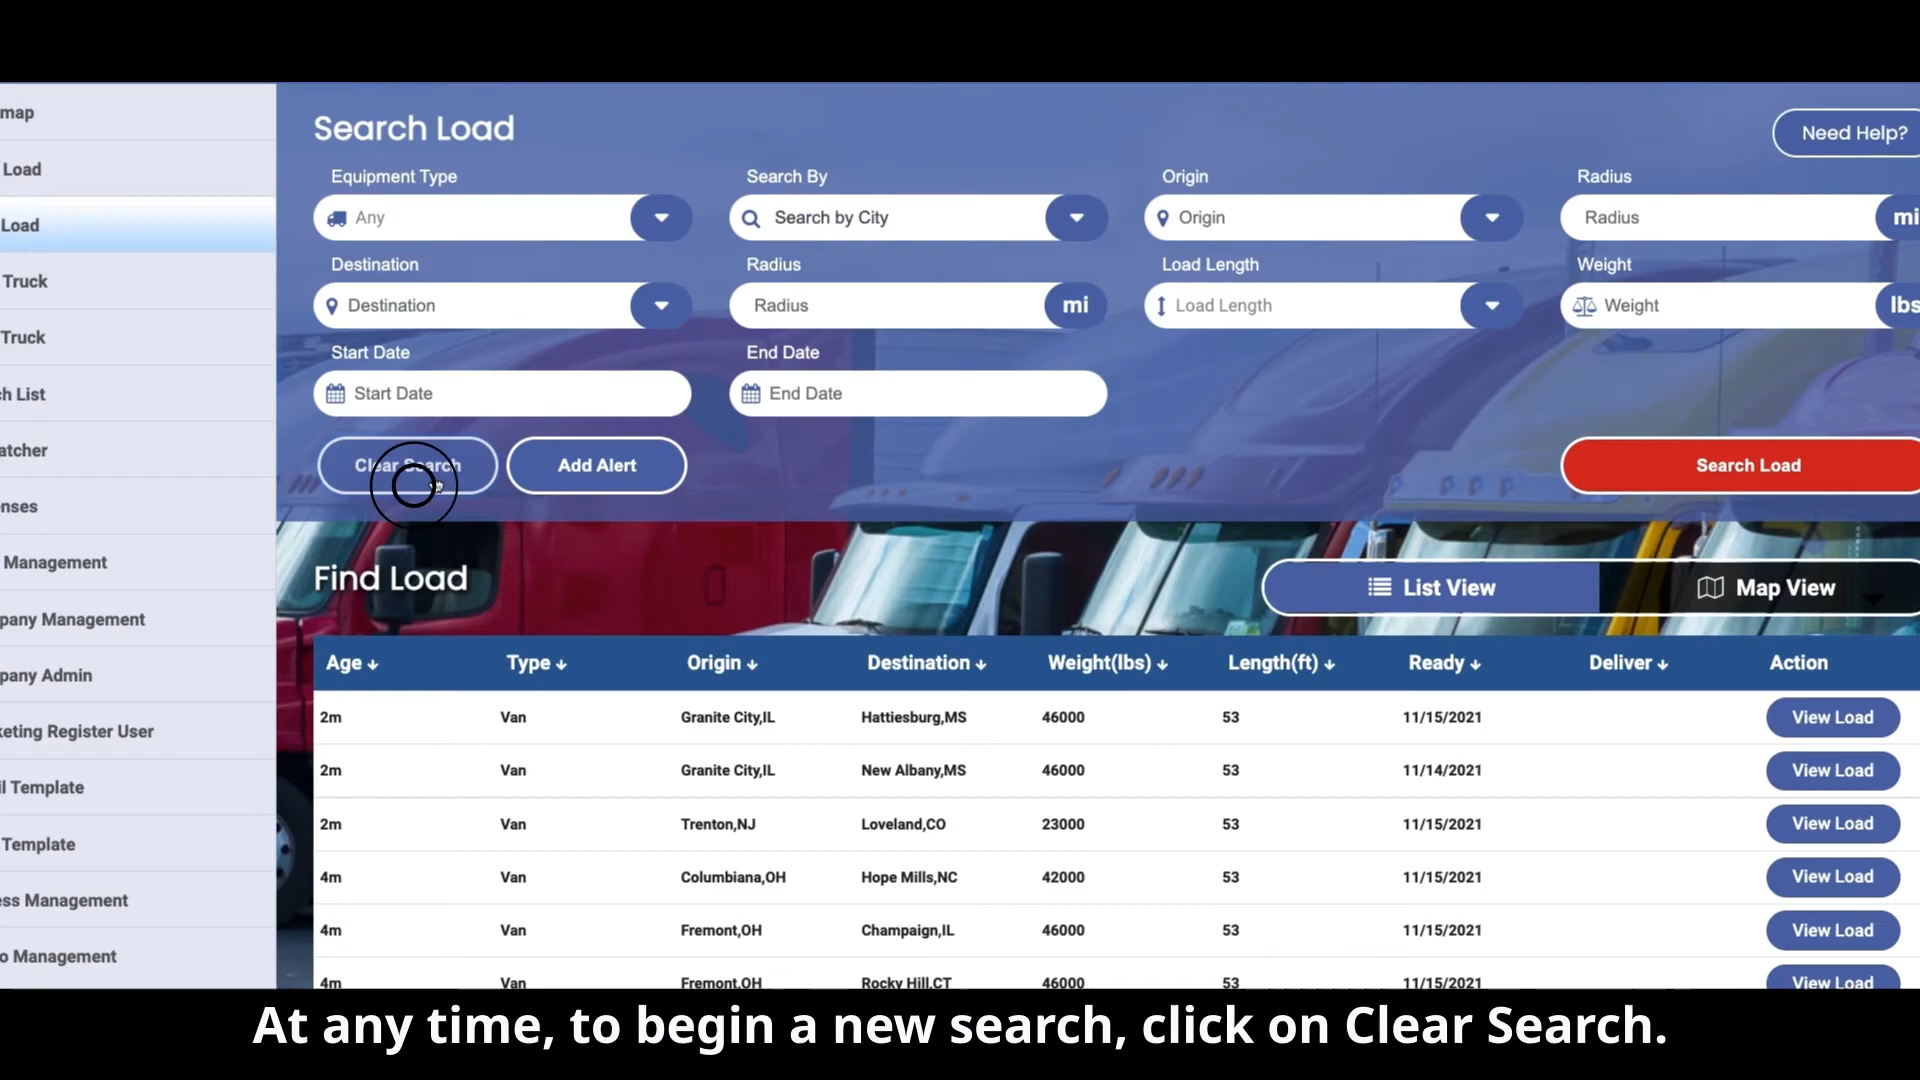 map
Load
Load
Truck
Truck
h List
atcher
enses
Management
pany Management
pany Admin
keting Register User
il Template
Template
ess Management
o Management
Search Load
Need Help?
Equipment Type
Search By
Origin
Radius
Any
Search by City
Origin
Radius
mi
Destination
Radius
Load Length
Weight
Destination
Radius
mi
Load Length
Weight
lbs
Start Date
End Date
Start Date
End Date
Clear Search
Add Alert
Search Load
Find Load
List View
Map View
Age Type Origin Destination Weight(lbs) Length(ft) Ready Deliver Action
2m Van Granite City,IL Hattiesburg,MS 46000 53 11/15/2021 View Load
2m Van Granite City,IL New Albany,MS 46000 53 11/14/2021 View Load
2m Van Trenton,NJ Loveland,CO 23000 53 11/15/2021 View Load
4m Van Columbiana,OH Hope Mills,NC 42000 53 11/15/2021 View Load
4m Van Fremont,OH Champaign,IL 46000 53 11/15/2021 View Load
4m Van Fremont,OH Rocky Hill,CT 46000 53 11/15/2021 View Load
At any time, to begin a new search, click on Clear Search.